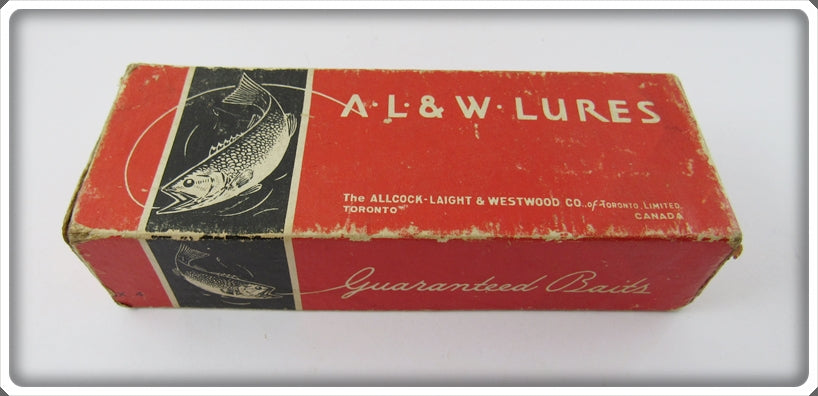 A·L·& W· LURES
The ALLCOCK-LAIGHT & WESTWOOD CO., of TORONTO, LIMITED,
TORONTO CANADA
Guaranteed Baits